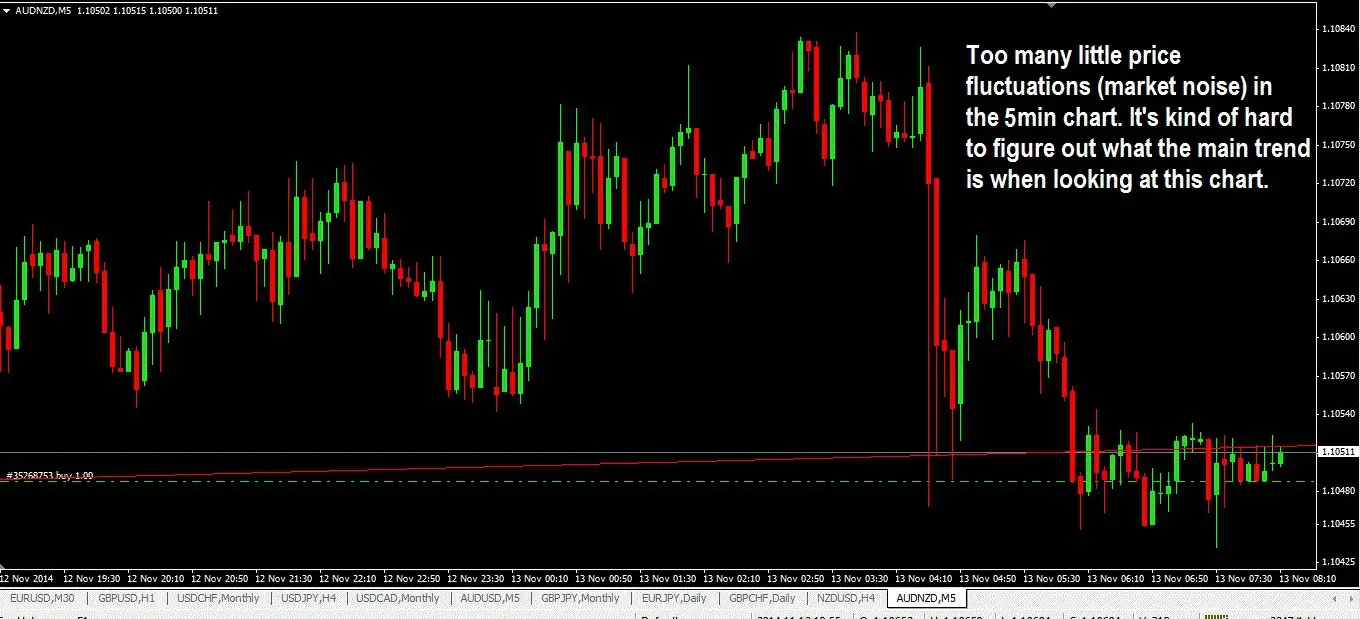 AUDNZD,M5 1.10502 1.10515 1.10500 1.10511
Too many little price
fluctuations (market noise) in
the 5min chart. It's kind of hard
to figure out what the main trend
is when looking at this chart.
1.10840
1.10810
1.10780
1.10750
1.10720
1.10690
1.10660
1.10630
1.10600
1.10570
1.10540
1.10511
1.10480
1.10455
1.10425
#35268753 buy 1.00
12 Nov 2014 12 Nov 19:30 12 Nov 20:10 12 Nov 20:50 12 Nov 21:30 12 Nov 22:10 12 Nov 22:50 12 Nov 23:30 13 Nov 00:10 13 Nov 00:50 13 Nov 01:30 13 Nov 02:10 13 Nov 02:50 13 Nov 03:30 13 Nov 04:10 13 Nov 04:50 13 Nov 05:30 13 Nov 06:10 13 Nov 06:50 13 Nov 07:30 13 Nov 08:10
EURUSD,M30 GBPUSD,H1 USDCHF,Monthly USDJPY,H4 USDCAD,Monthly AUDUSD,M5 GBPJPY,Monthly EURJPY,Daily GBPCHF,Daily NZDUSD,H4 AUDNZD,M5